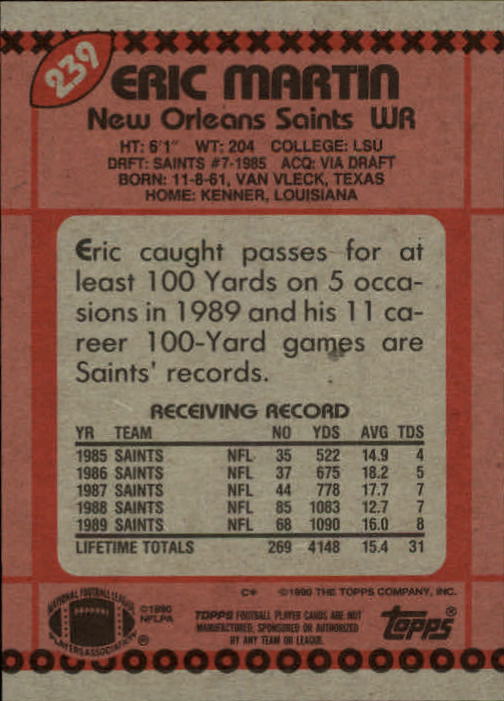 239
ERIC MARTIN
New Orleans Saints WR
HT: 6'1" WT: 204 COLLEGE: LSU
DRFT: SAINTS #7-1985 ACQ: VIA DRAFT
BORN: 11-8-61, VAN VLECK, TEXAS
HOME: KENNER, LOUISIANA
Eric caught passes for at
least 100 Yards on 5 occa-
sions in 1989 and his 11 ca-
reer 100-Yard games are
Saints' records.
RECEIVING RECORD
YR TEAM NO YDS AVG TDS
1985 SAINTS NFL 35 522 14.9 4
1986 SAINTS NFL 37 675 18.2 5
1987 SAINTS NFL 44 778 17.7 7
1988 SAINTS NFL 85 1083 12.7 7
1989 SAINTS NFL 68 1090 16.0 8
LIFETIME TOTALS 269 4148 15.4 31
C* ©1990 THE TOPPS COMPANY, INC.
NATIONAL FOOTBALL LEAGUE
PLAYERS ASSOCIATION ®
©1990
NFLPA
TOPPS FOOTBALL PLAYER CARDS ARE NOT
MANUFACTURED, SPONSORED OR AUTHORIZED
BY ANY TEAM OR LEAGUE.
Topps®